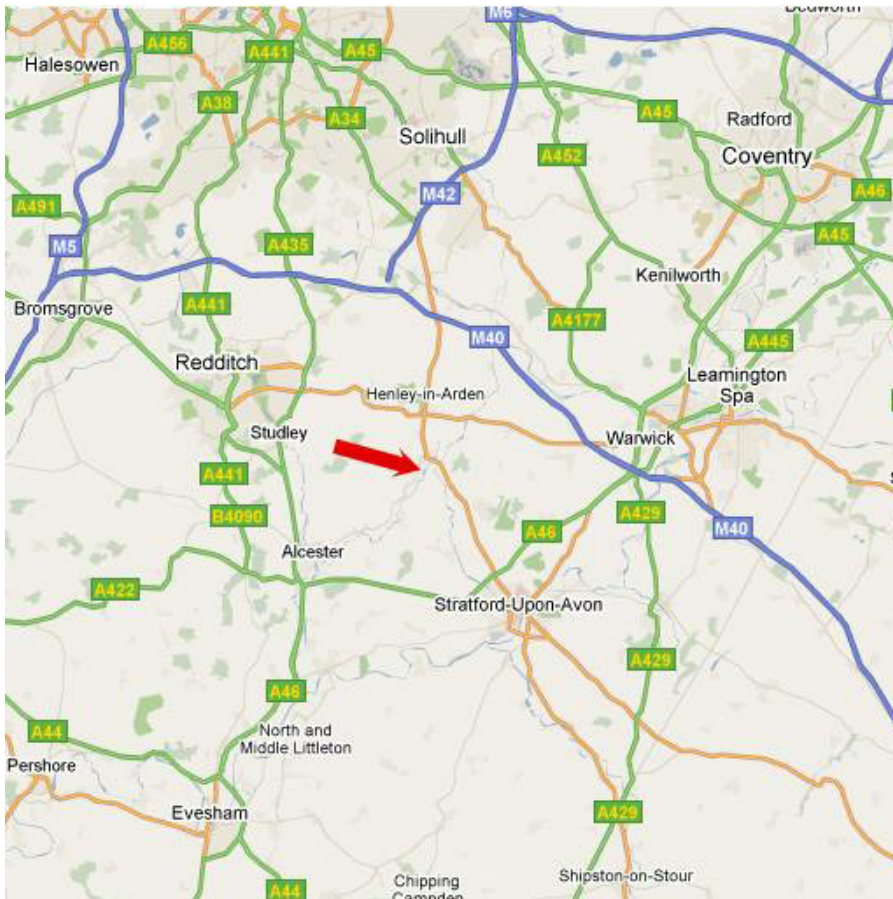 M6
Bedworth
A456
A441
A45
Halesowen
A38
A34
A45
Radford
Solihull
Coventry
A452
A491
M42
A46
M5
A435
A45
Kenilworth
Bromsgrove
A441
A4177
M40
A445
Redditch
Leamington
Spa
Henley-in-Arden
Studley
Warwick
A441
B4090
A46
A429
M40
Alcester
A422
Stratford-Upon-Avon
A429
A46
A44
North and
Middle Littleton
Pershore
Evesham
A429
A44
Chipping
Campden
Shipston-on-Stour